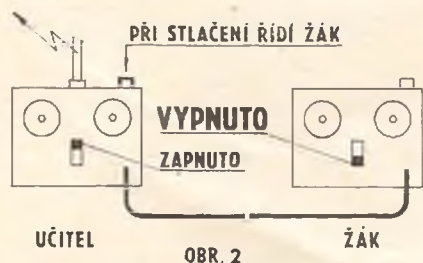 PŘI STLAČENÍ ŘÍDÍ ŽÁK
VYPNUTO
ZAPNUTO
UČITEL
ŽÁK
OBR. 2